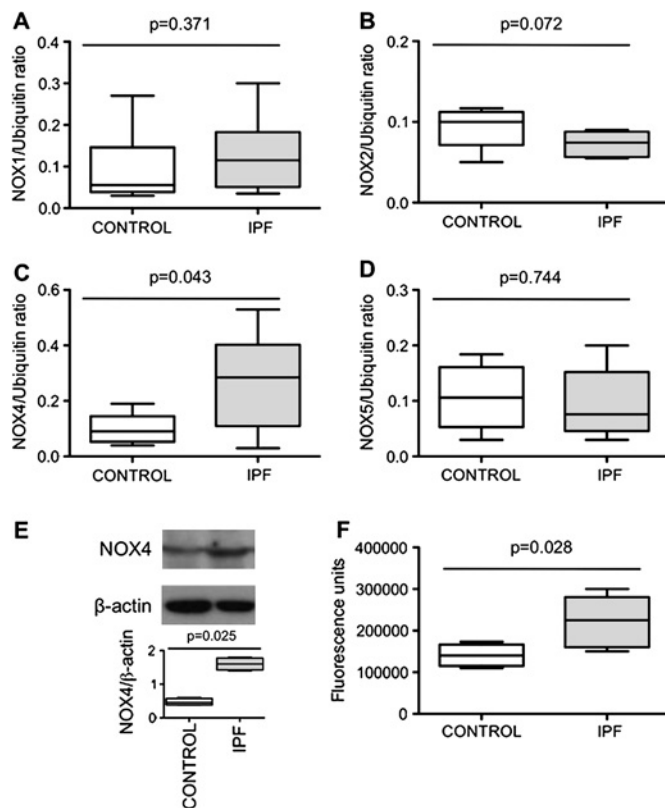 A
p=0.371
NOX1/Ubiquitin ratio
0.4
0.3
0.2
0.1
0.0
CONTROL IPF
B
p=0.072
NOX2/Ubiquitin ratio
0.2
0.1
0.0
CONTROL IPF
C
p=0.043
NOX4/Ubiquitin ratio
0.6
0.4
0.2
0.0
CONTROL IPF
D
p=0.744
NOX5/Ubiquitin ratio
0.3
0.2
0.1
0.0
CONTROL IPF
E
NOX4
β-actin
p=0.025
NOX4/β-actin
2
1
0
CONTROL IPF
F
p=0.028
Fluorescence units
400000
300000
200000
100000
0
CONTROL IPF